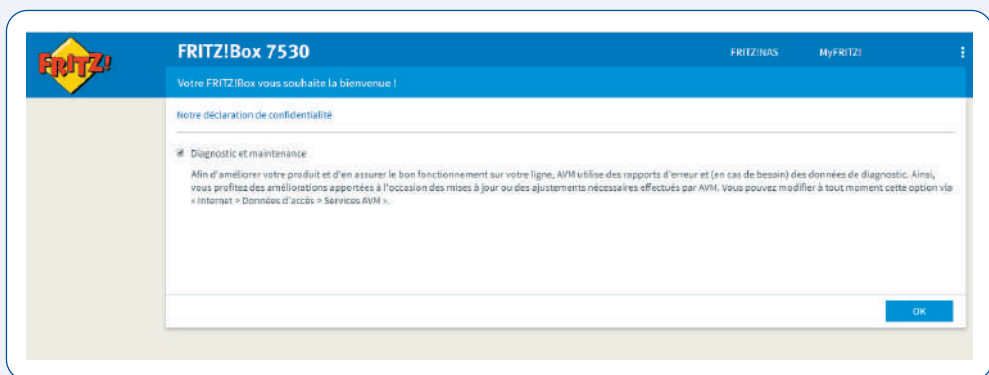 FRITZ!
FRITZ!Box 7530
FRITZ!NAS MyFRITZ!
Votre FRITZ!Box vous souhaite la bienvenue !
Notre déclaration de confidentialité
Diagnostic et maintenance
Afin d'améliorer votre produit et d'en assurer le bon fonctionnement sur votre ligne, AVM utilise des rapports d'erreur et (en cas de besoin) des données de diagnostic. Ainsi,
vous profitez des améliorations apportées à l'occasion des mises à jour ou des ajustements nécessaires effectués par AVM. Vous pouvez modifier à tout moment cette option via
« Internet > Données d'accès > Services AVM ».
OK